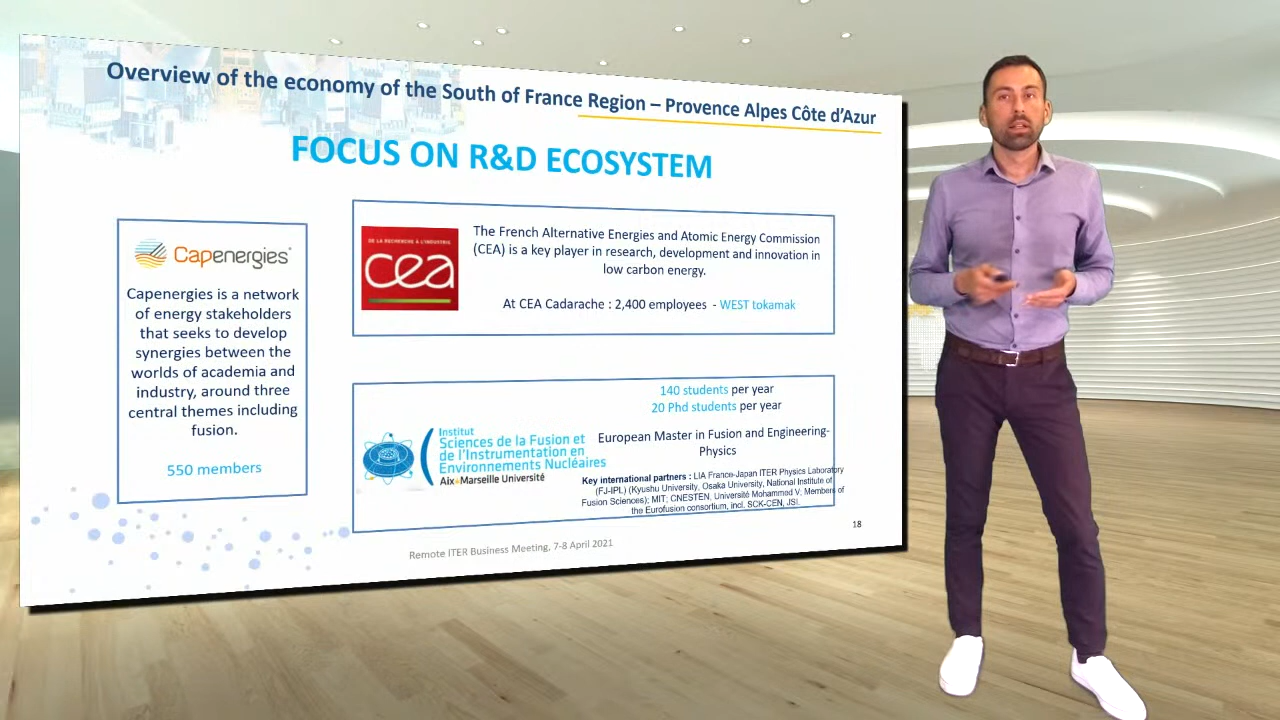 Overview of the economy of the South of France Region – Provence Alpes Côte d'Azur
FOCUS ON R&D ECOSYSTEM
Capenergies
Capenergies is a network
of energy stakeholders
that seeks to develop
synergies between the
worlds of academia and
industry, around three
central themes including
fusion.
550 members
DE LA RECHERCHE À L'INDUSTRIE
cea
The French Alternative Energies and Atomic Energy Commission
(CEA) is a key player in research, development and innovation in
low carbon energy.
At CEA Cadarache : 2,400 employees - WEST tokamak
Institut
Sciences de la Fusion et
de l'Instrumentation en
Environnements Nucléaires
Aix+Marseille Université
140 students per year
20 Phd students per year
European Master in Fusion and Engineering-
Physics
Key international partners : LIA France-Japan ITER Physics Laboratory
(FJ-IPL) (Kyushu University, Osaka University, National Institute of
Fusion Sciences); MIT; CNESTEN, Université Mohammed V; Members of
the Eurofusion consortium, incl. SCK-CEN, JSI.
18
Remote ITER Business Meeting, 7-8 April 2021